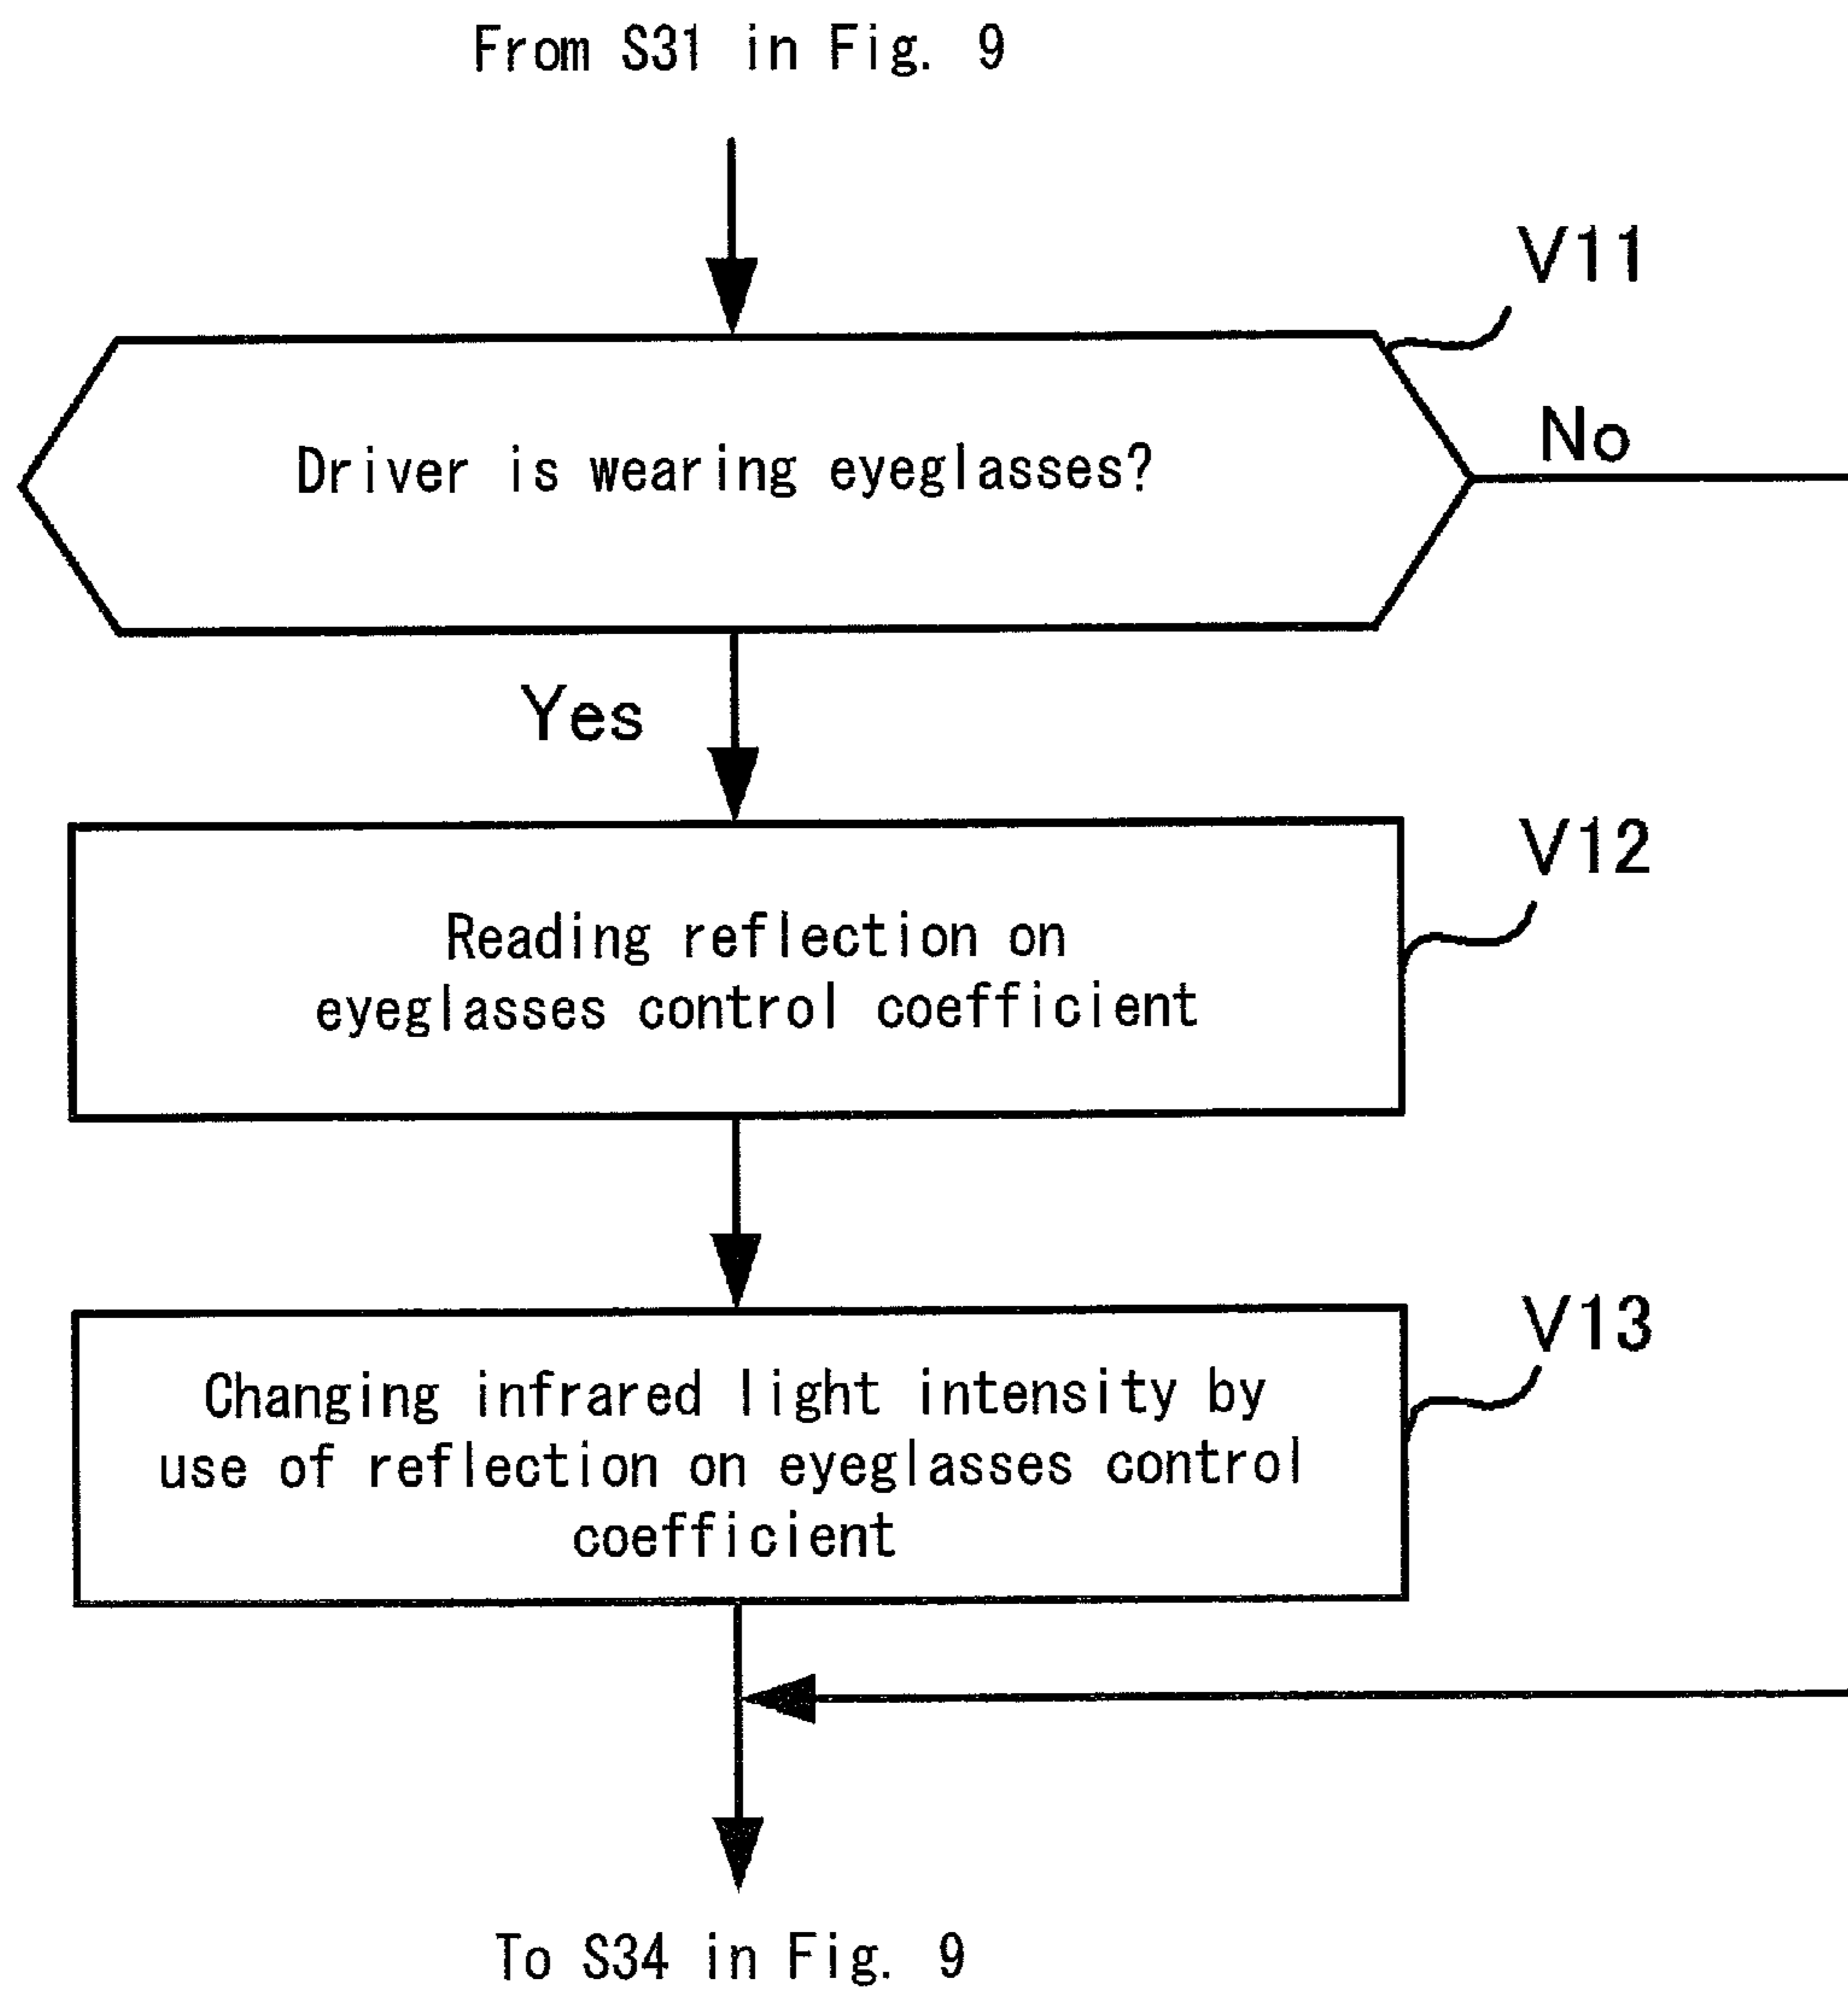 From S31 in Fig. 9
V11
Driver is wearing eyeglasses?
No
Yes
V12
Reading reflection on
eyeglasses control coefficient
V13
Changing infrared light intensity by
use of reflection on eyeglasses control
coefficient
To S34 in Fig. 9